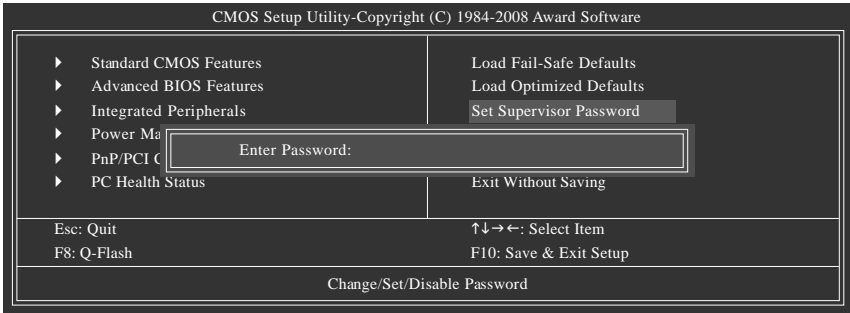 CMOS Setup Utility-Copyright (C) 1984-2008 Award Software
Standard CMOS Features
Advanced BIOS Features
Integrated Peripherals
Power Ma
PnP/PCI
PC Health Status
Load Fail-Safe Defaults
Load Optimized Defaults
Set Supervisor Password
Exit Without Saving
Enter Password:
Esc: Quit
↑↓→←: Select Item
F8: Q-Flash
F10: Save & Exit Setup
Change/Set/Disable Password